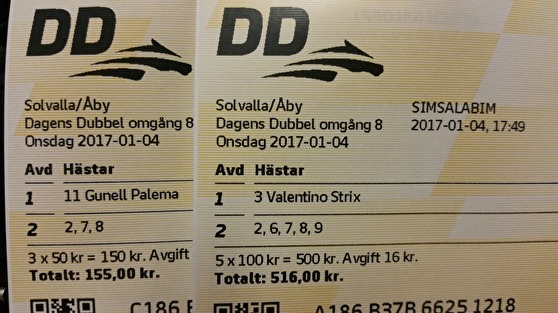 DD
Solvalla/Åby
Dagens Dubbel omgång 8
Onsdag 2017-01-04
Avd Hästar
1 11 Gunell Palema
2 2, 7, 8
3 x 50 kr = 150 kr. Avgift
Totalt: 155,00 kr.
C186
DD
Solvalla/Åby SIMSALABIM
Dagens Dubbel omgång 8 2017-01-04, 17:49
Onsdag 2017-01-04
Avd Hästar
1 3 Valentino Strix
2 2, 6, 7, 8, 9
5 x 100 kr = 500 kr. Avgift 16 kr.
Totalt: 516,00 kr.
A186 B37B 6625 1218